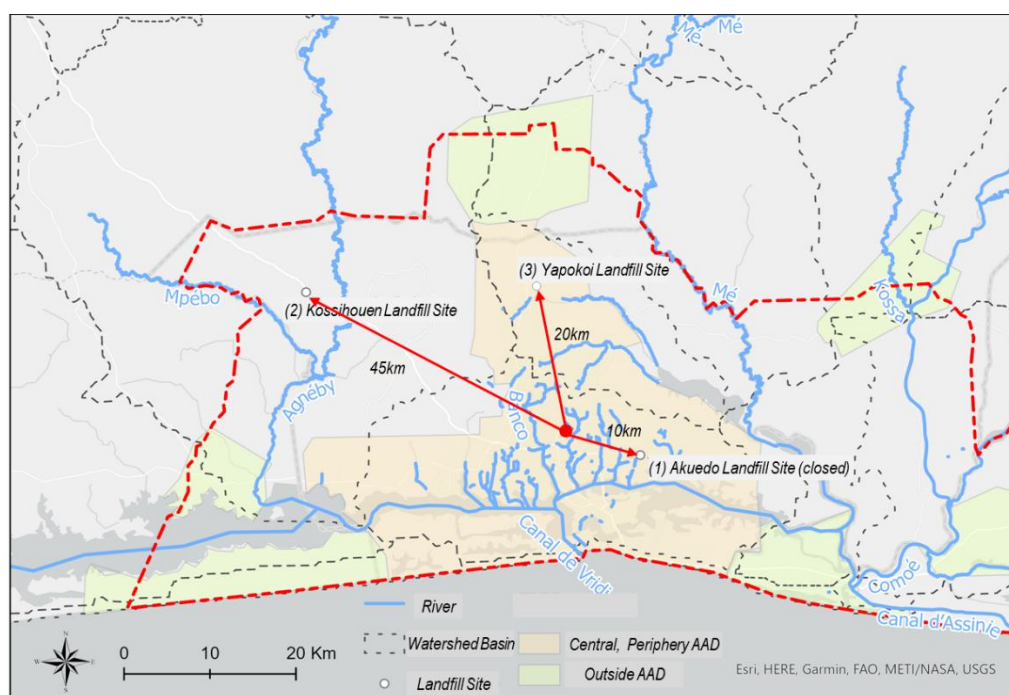 Mé
Mé
Mé
(3) Yapokoi Landfill Site
Mpébo
(2) Kossihouen Landfill Site
Mé
Kossa
20km
45km
Agnéby
Banco
10km
(1) Akuedo Landfill Site (closed)
Canal de Vridi
Comoé
Canal d'Assinie
River
Watershed Basin
Central, Periphery AAD
Landfill Site
Outside AAD
N
W
E
S
0 10 20 Km
Esri, HERE, Garmin, FAO, METI/NASA, USGS